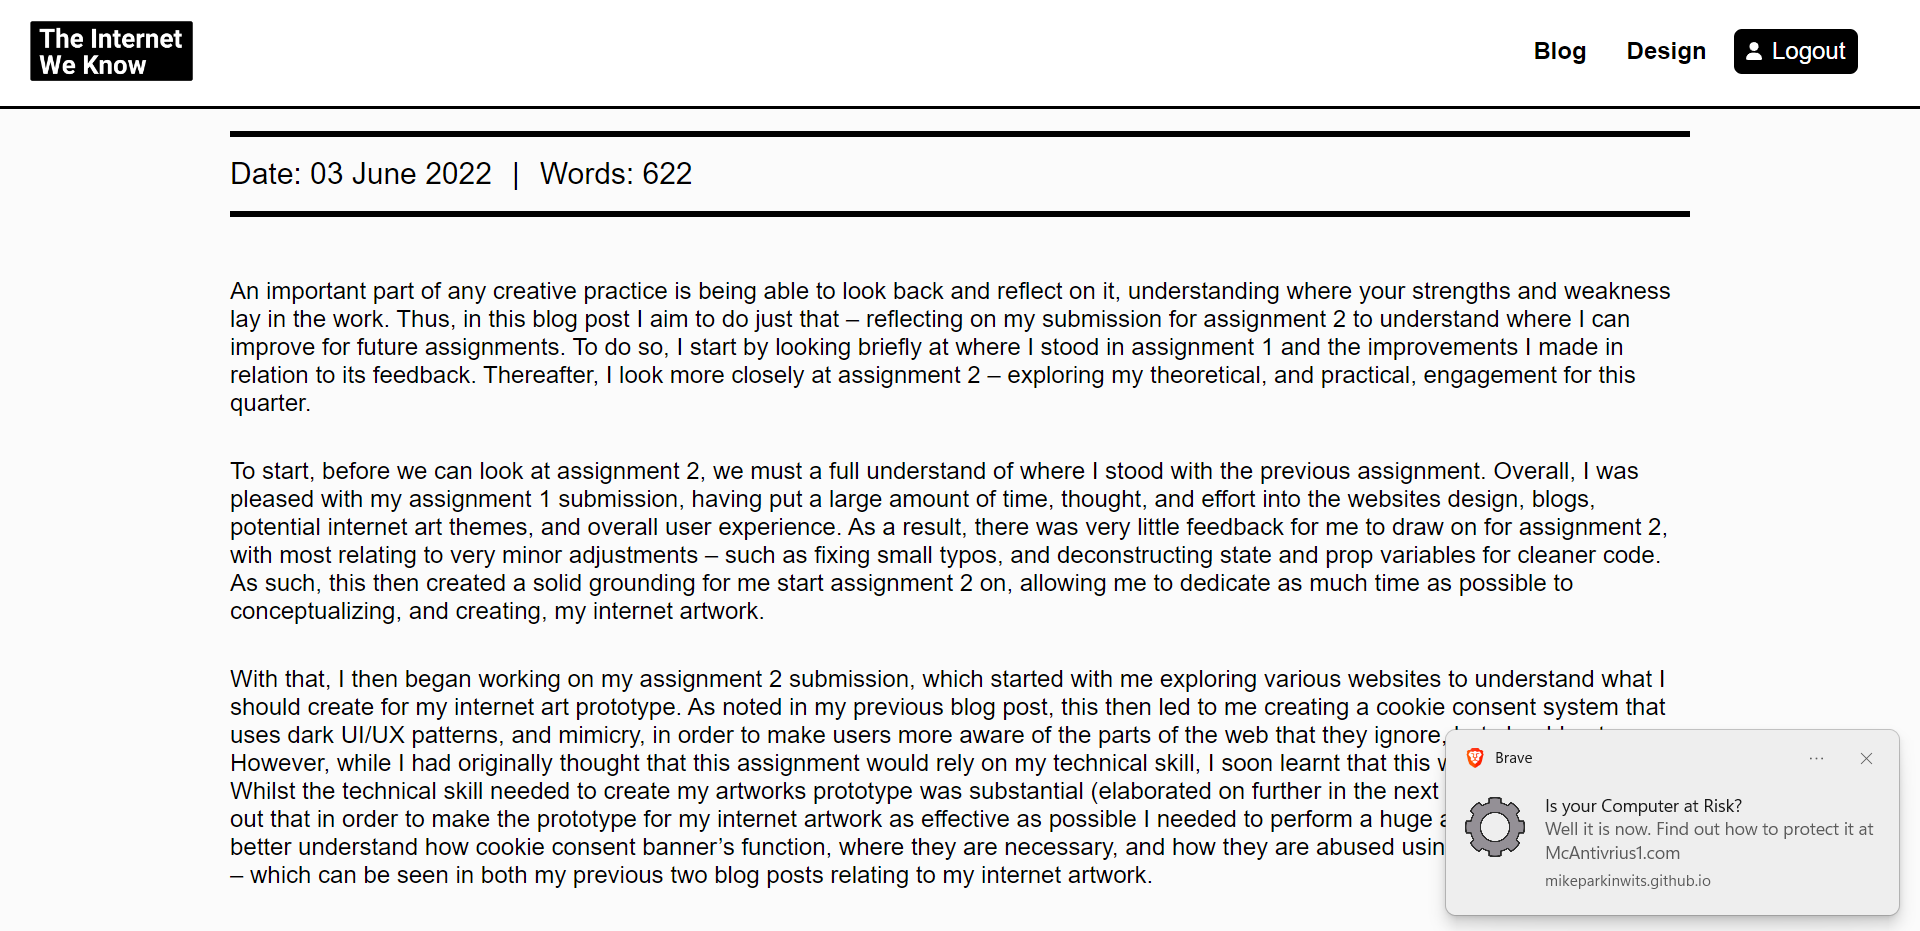 The Internet
We Know
Blog
Design
Logout
Date: 03 June 2022 | Words: 622
An important part of any creative practice is being able to look back and reflect on it, understanding where your strengths and weakness
lay in the work. Thus, in this blog post I aim to do just that – reflecting on my submission for assignment 2 to understand where I can
improve for future assignments. To do so, I start by looking briefly at where I stood in assignment 1 and the improvements I made in
relation to its feedback. Thereafter, I look more closely at assignment 2 – exploring my theoretical, and practical, engagement for this
quarter.
To start, before we can look at assignment 2, we must a full understand of where I stood with the previous assignment. Overall, I was
pleased with my assignment 1 submission, having put a large amount of time, thought, and effort into the websites design, blogs,
potential internet art themes, and overall user experience. As a result, there was very little feedback for me to draw on for assignment 2,
with most relating to very minor adjustments – such as fixing small typos, and deconstructing state and prop variables for cleaner code.
As such, this then created a solid grounding for me start assignment 2 on, allowing me to dedicate as much time as possible to
conceptualizing, and creating, my internet artwork.
With that, I then began working on my assignment 2 submission, which started with me exploring various websites to understand what I
should create for my internet art prototype. As noted in my previous blog post, this then led to me creating a cookie consent system that
uses dark UI/UX patterns, and mimicry, in order to make users more aware of the parts of the web that they ignore,
However, while I had originally thought that this assignment would rely on my technical skill, I soon learnt that this
Whilst the technical skill needed to create my artworks prototype was substantial (elaborated on further in the next
out that in order to make the prototype for my internet artwork as effective as possible I needed to perform a huge
better understand how cookie consent banner's function, where they are necessary, and how they are abused
– which can be seen in both my previous two blog posts relating to my internet artwork.
Brave
Is your Computer at Risk?
Well it is now. Find out how to protect it at
McAntivrius1.com
mikeparkinwits.github.io